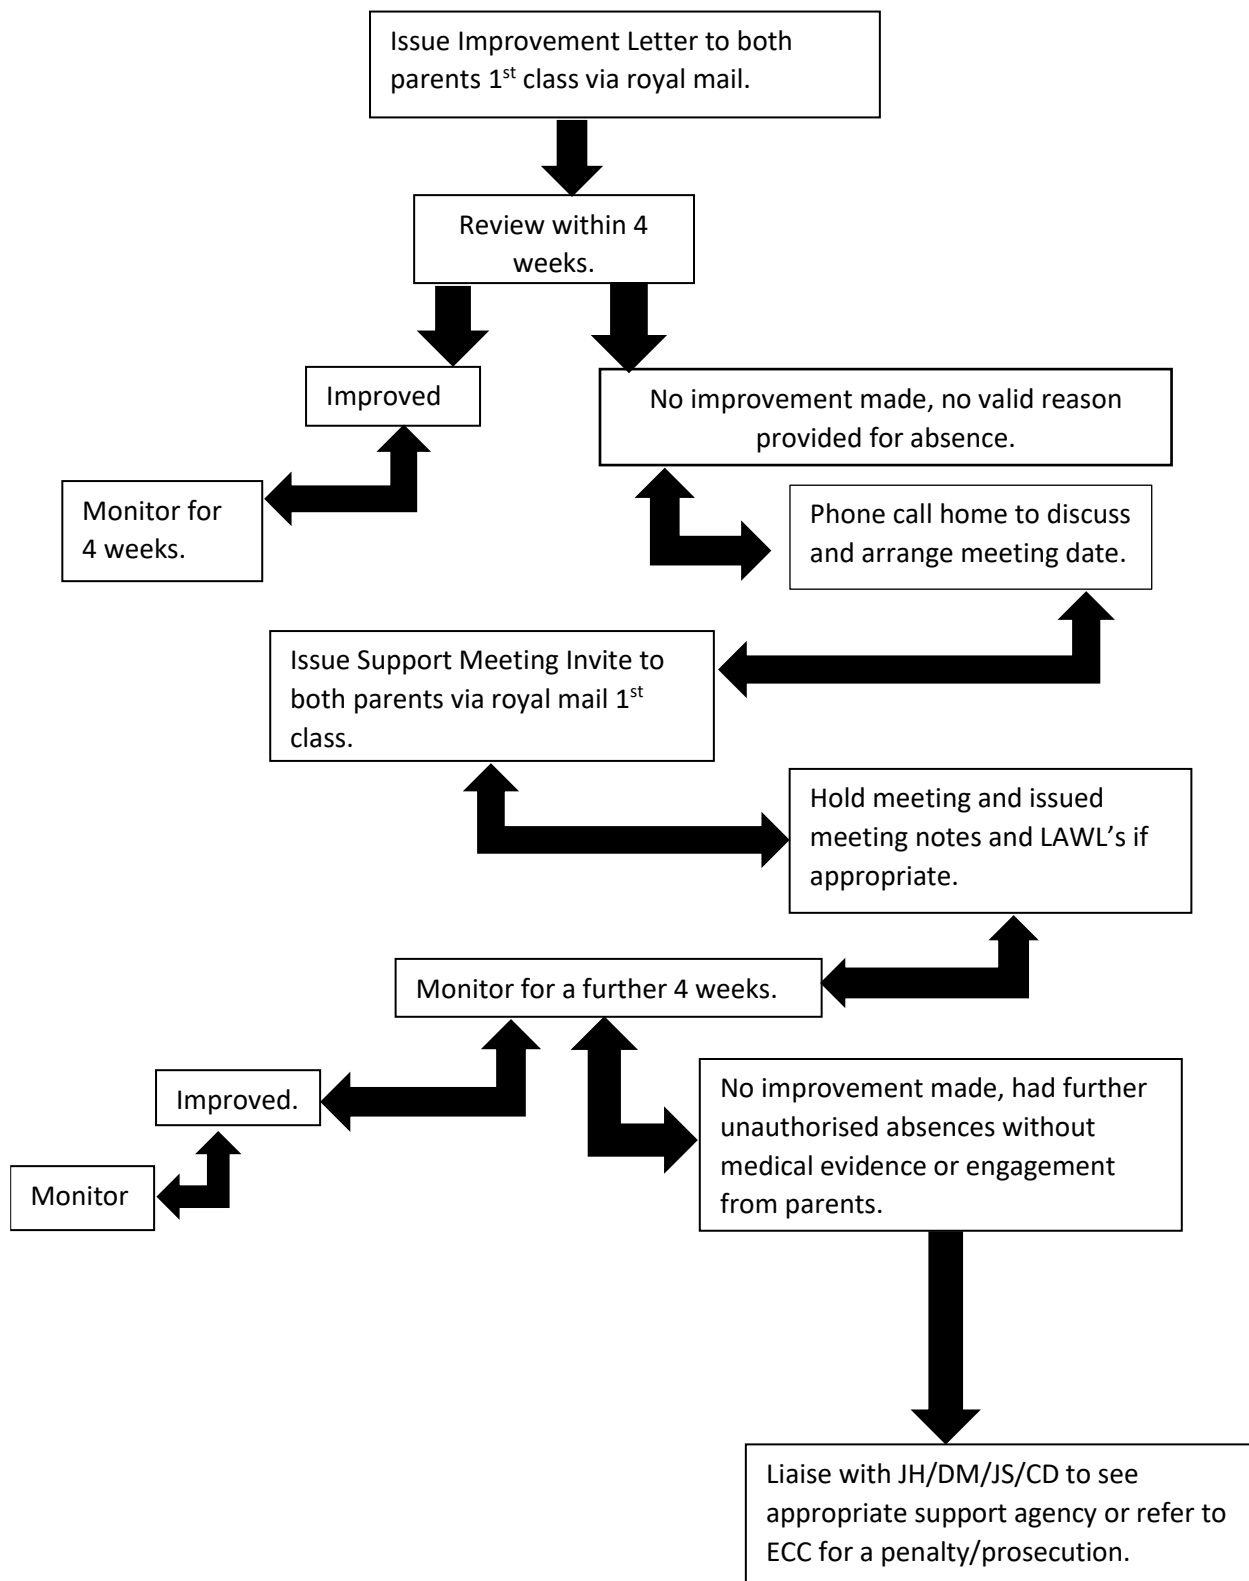 Issue Improvement Letter to both
parents 1st class via royal mail.
Review within 4
weeks.
Improved
No improvement made, no valid reason
provided for absence.
Monitor for
4 weeks.
Phone call home to discuss
and arrange meeting date.
Issue Support Meeting Invite to
both parents via royal mail 1st
class.
Hold meeting and issued
meeting notes and LAWL’s if
appropriate.
Monitor for a further 4 weeks.
Improved.
No improvement made, had further
unauthorised absences without
medical evidence or engagement
from parents.
Monitor
Liaise with JH/DM/JS/CD to see
appropriate support agency or refer to
ECC for a penalty/prosecution.